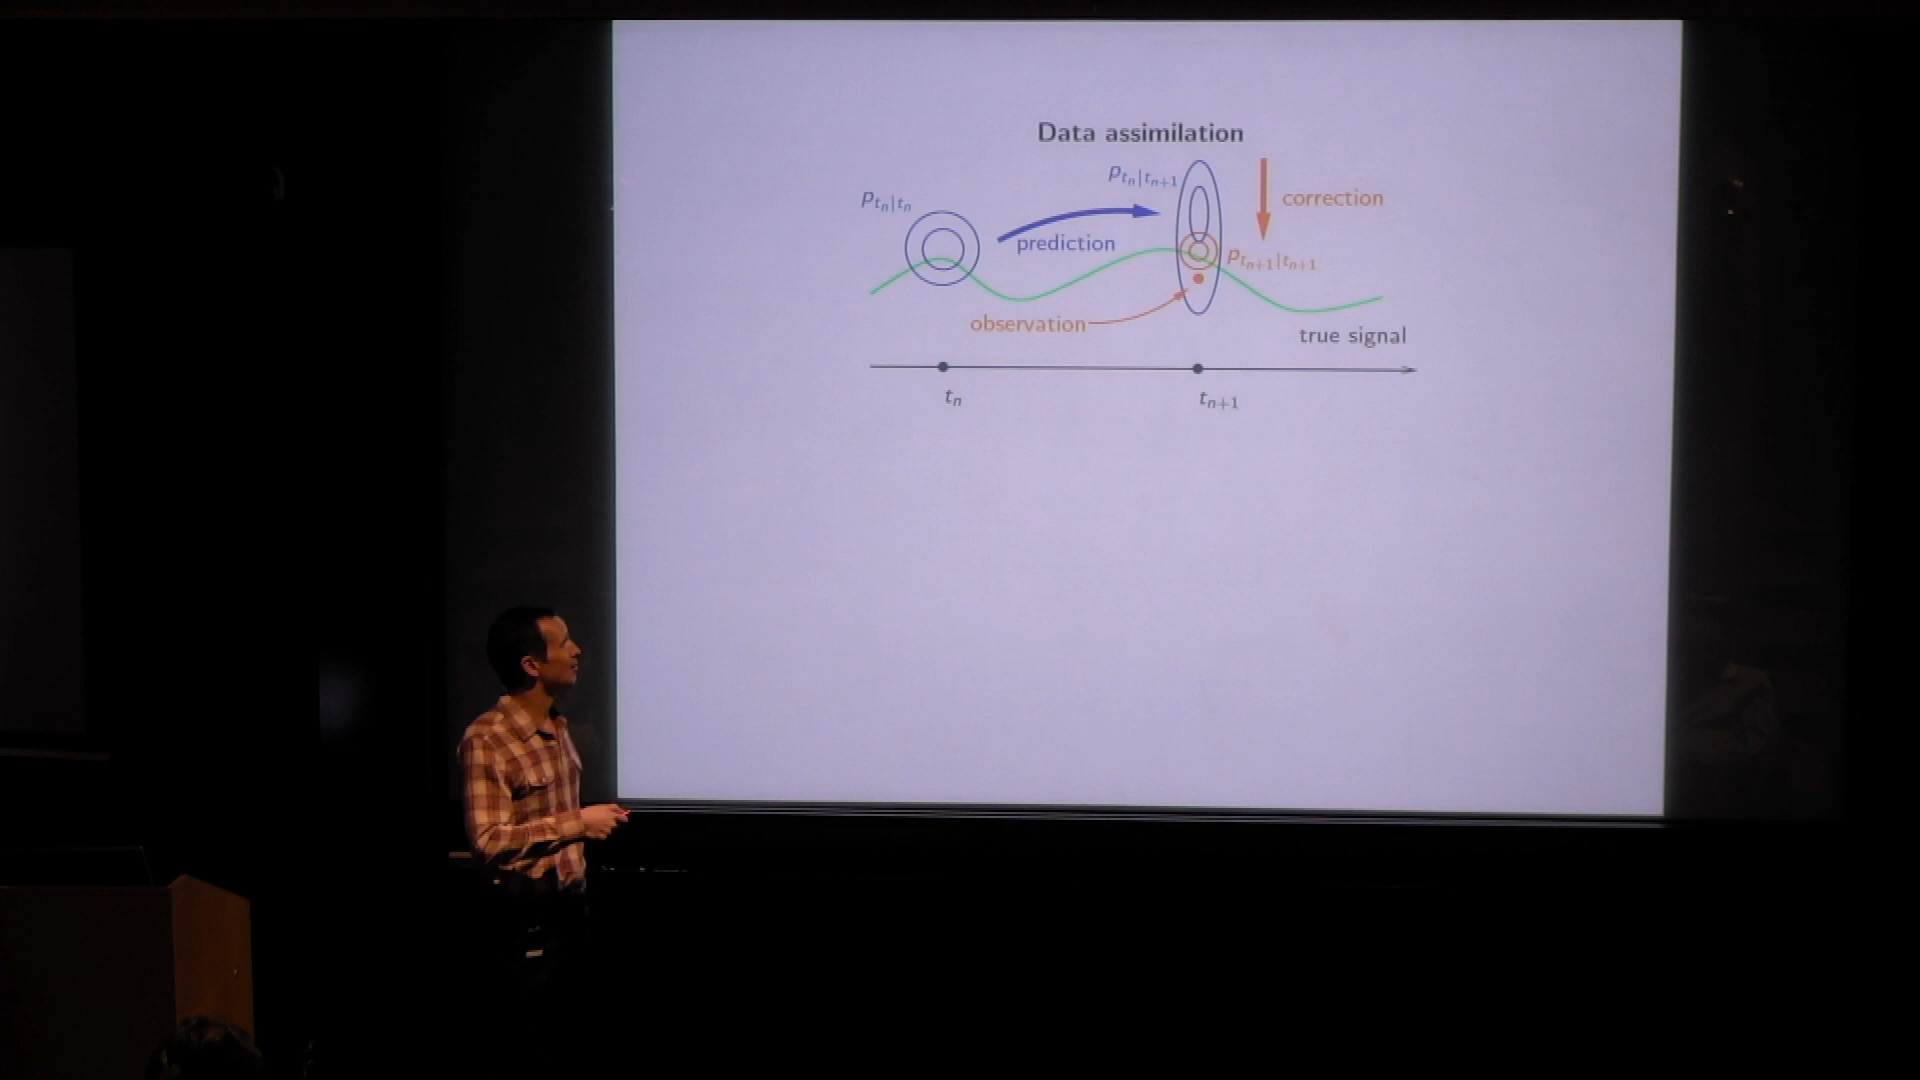 Data assimilation
p_{t_n|t_{n+1}}
correction
p_{t_n|t_n}
prediction
p_{t_{n+1}|t_{n+1}}
observation
true signal
t_n
t_{n+1}